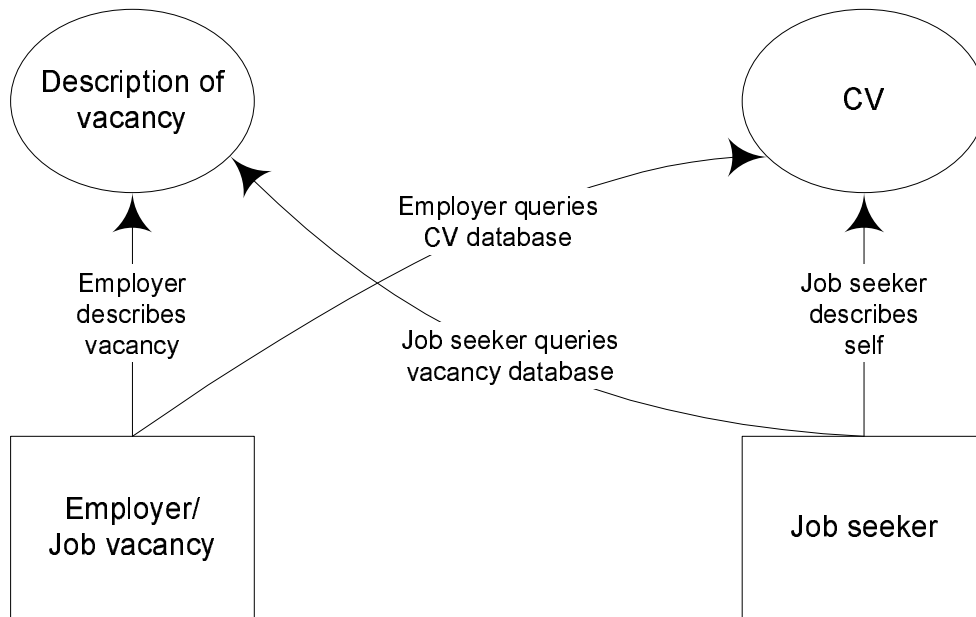 Description of
vacancy
CV
Employer queries
CV database
Employer
describes
vacancy
Job seeker
describes
self
Job seeker queries
vacancy database
Employer/
Job vacancy
Job seeker